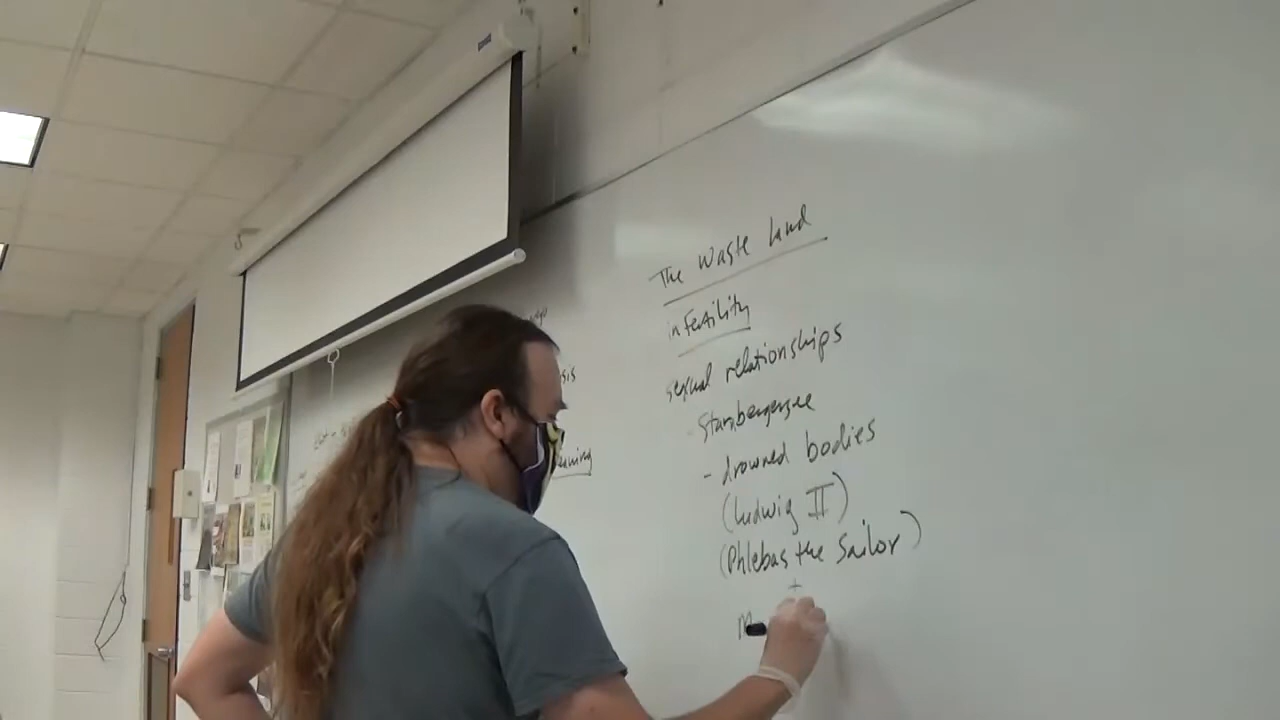 The Waste Land
inFertility
sexual relationships
- Starnbergersee
- drowned bodies
(Ludwig II)
(Phlebas the Sailor)
+
M